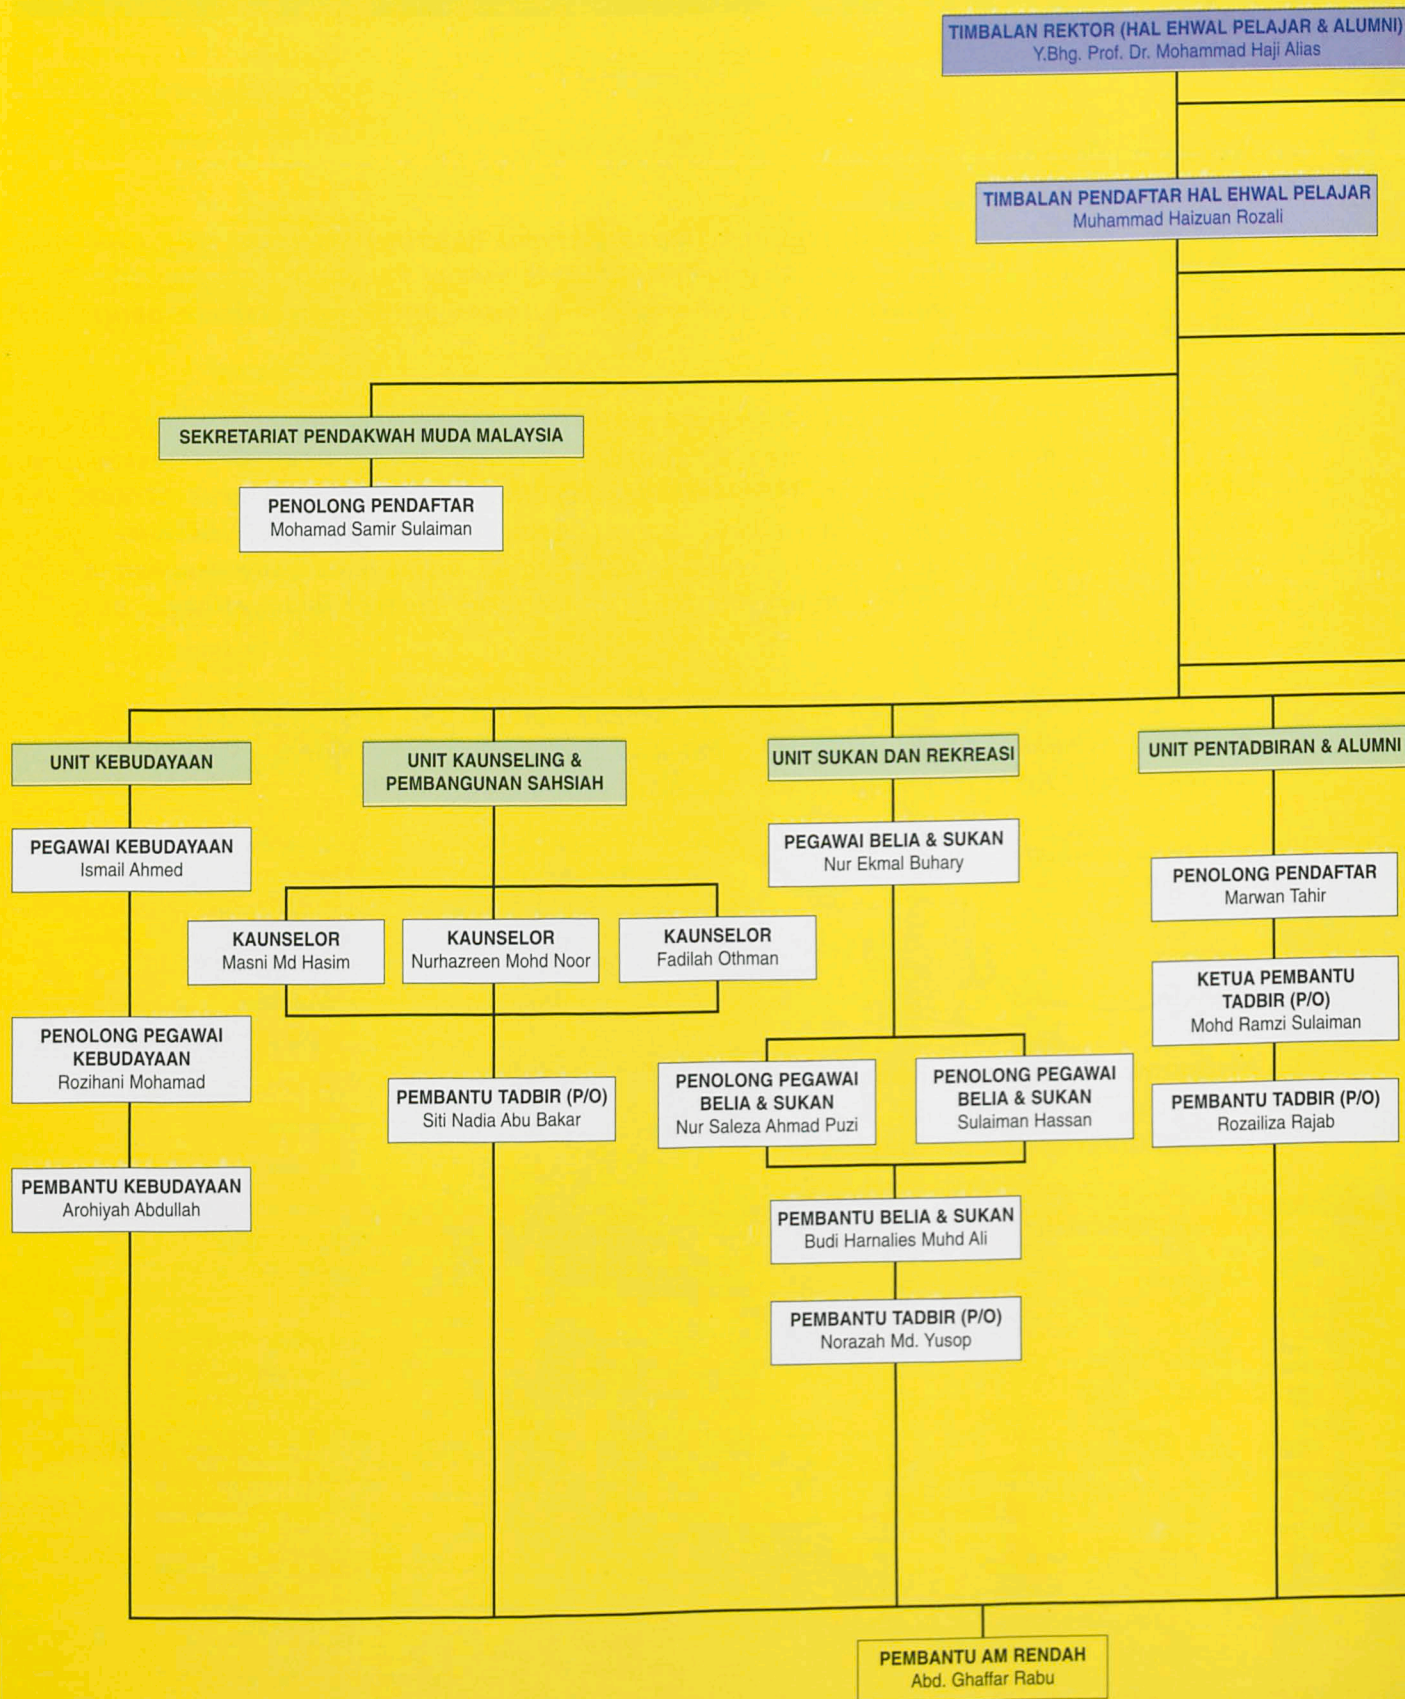 TIMBALAN REKTOR (HAL EHWAL PELAJAR & ALUMNI)
Y.Bhg. Prof. Dr. Mohammad Haji Alias
TIMBALAN PENDAFTAR HAL EHWAL PELAJAR
Muhammad Haizuan Rozali
SEKRETARIAT PENDAKWAH MUDA MALAYSIA
PENOLONG PENDAFTAR
Mohamad Samir Sulaiman
UNIT KEBUDAYAAN
PEGAWAI KEBUDAYAAN
Ismail Ahmed
PENOLONG PEGAWAI
KEBUDAYAAN
Rozihani Mohamad
PEMBANTU KEBUDAYAAN
Arohiyah Abdullah
UNIT KAUNSELING &
PEMBANGUNAN SAHSIAH
KAUNSELOR
Masni Md Hasim
KAUNSELOR
Nurhazreen Mohd Noor
KAUNSELOR
Fadilah Othman
PEMBANTU TADBIR (P/O)
Siti Nadia Abu Bakar
UNIT SUKAN DAN REKREASI
PEGAWAI BELIA & SUKAN
Nur Ekmal Buhary
PENOLONG PEGAWAI
BELIA & SUKAN
Nur Saleza Ahmad Puzi
PENOLONG PEGAWAI
BELIA & SUKAN
Sulaiman Hassan
PEMBANTU BELIA & SUKAN
Budi Harnalies Muhd Ali
PEMBANTU TADBIR (P/O)
Norazah Md. Yusop
UNIT PENTADBIRAN & ALUMNI
PENOLONG PENDAFTAR
Marwan Tahir
KETUA PEMBANTU
TADBIR (P/O)
Mohd Ramzi Sulaiman
PEMBANTU TADBIR (P/O)
Rozailiza Rajab
PEMBANTU AM RENDAH
Abd. Ghaffar Rabu